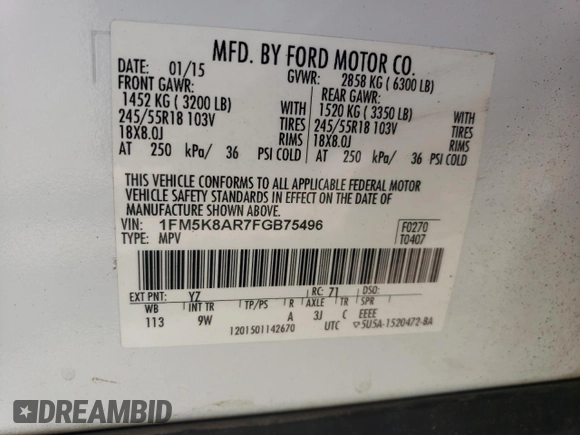 MFD. BY FORD MOTOR CO.
DATE: 01/15 GVWR: 2858 KG ( 6300 LB)
FRONT GAWR: REAR GAWR:
1452 KG ( 3200 LB) WITH 1520 KG ( 3350 LB) WITH
245/55R18 103V TIRES 245/55R18 103V TIRES
18X8.0J RIMS 18X8.0J RIMS
AT 250 kPa/ 36 PSI COLD AT 250 kPa/ 36 PSI COLD
THIS VEHICLE CONFORMS TO ALL APPLICABLE FEDERAL MOTOR
VEHICLE SAFETY STANDARDS IN EFFECT ON THE DATE OF
MANUFACTURE SHOWN ABOVE.
VIN: 1FM5K8AR7FGB75496 F0270
TYPE: MPV T0407
EXT PNT: YZ RC: 71 DSO:
WB INT TR TP/PS R AXLE TR SPR
113 9W A 3J C EEEE
1201501142670 UTC 5U5A-1520472-BA
DREAMBID
.COM